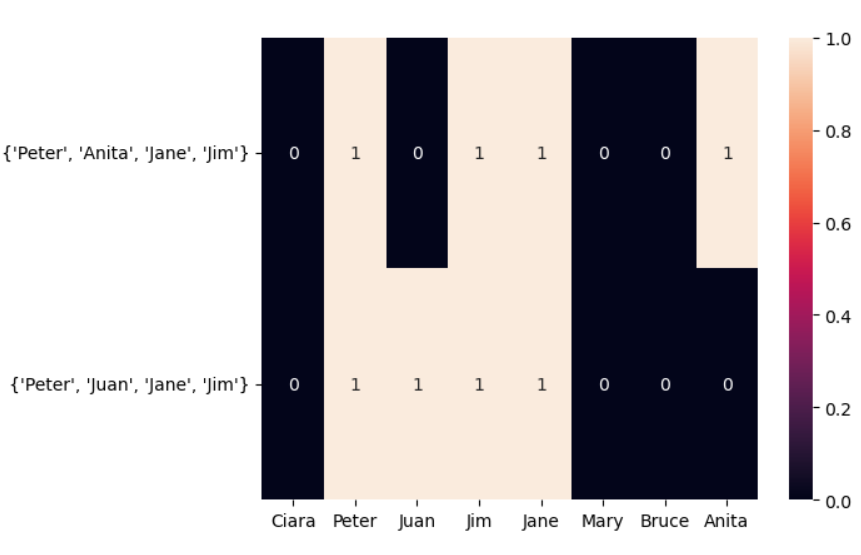 1.0
0.8
{'Peter', 'Anita', 'Jane', 'Jim'} 0 1 0 1 1 0 0 1
0.6
0.4
{'Peter', 'Juan', 'Jane', 'Jim'} 0 1 1 1 1 0 0 0
0.2
0.0
Ciara Peter Juan Jim Jane Mary Bruce Anita